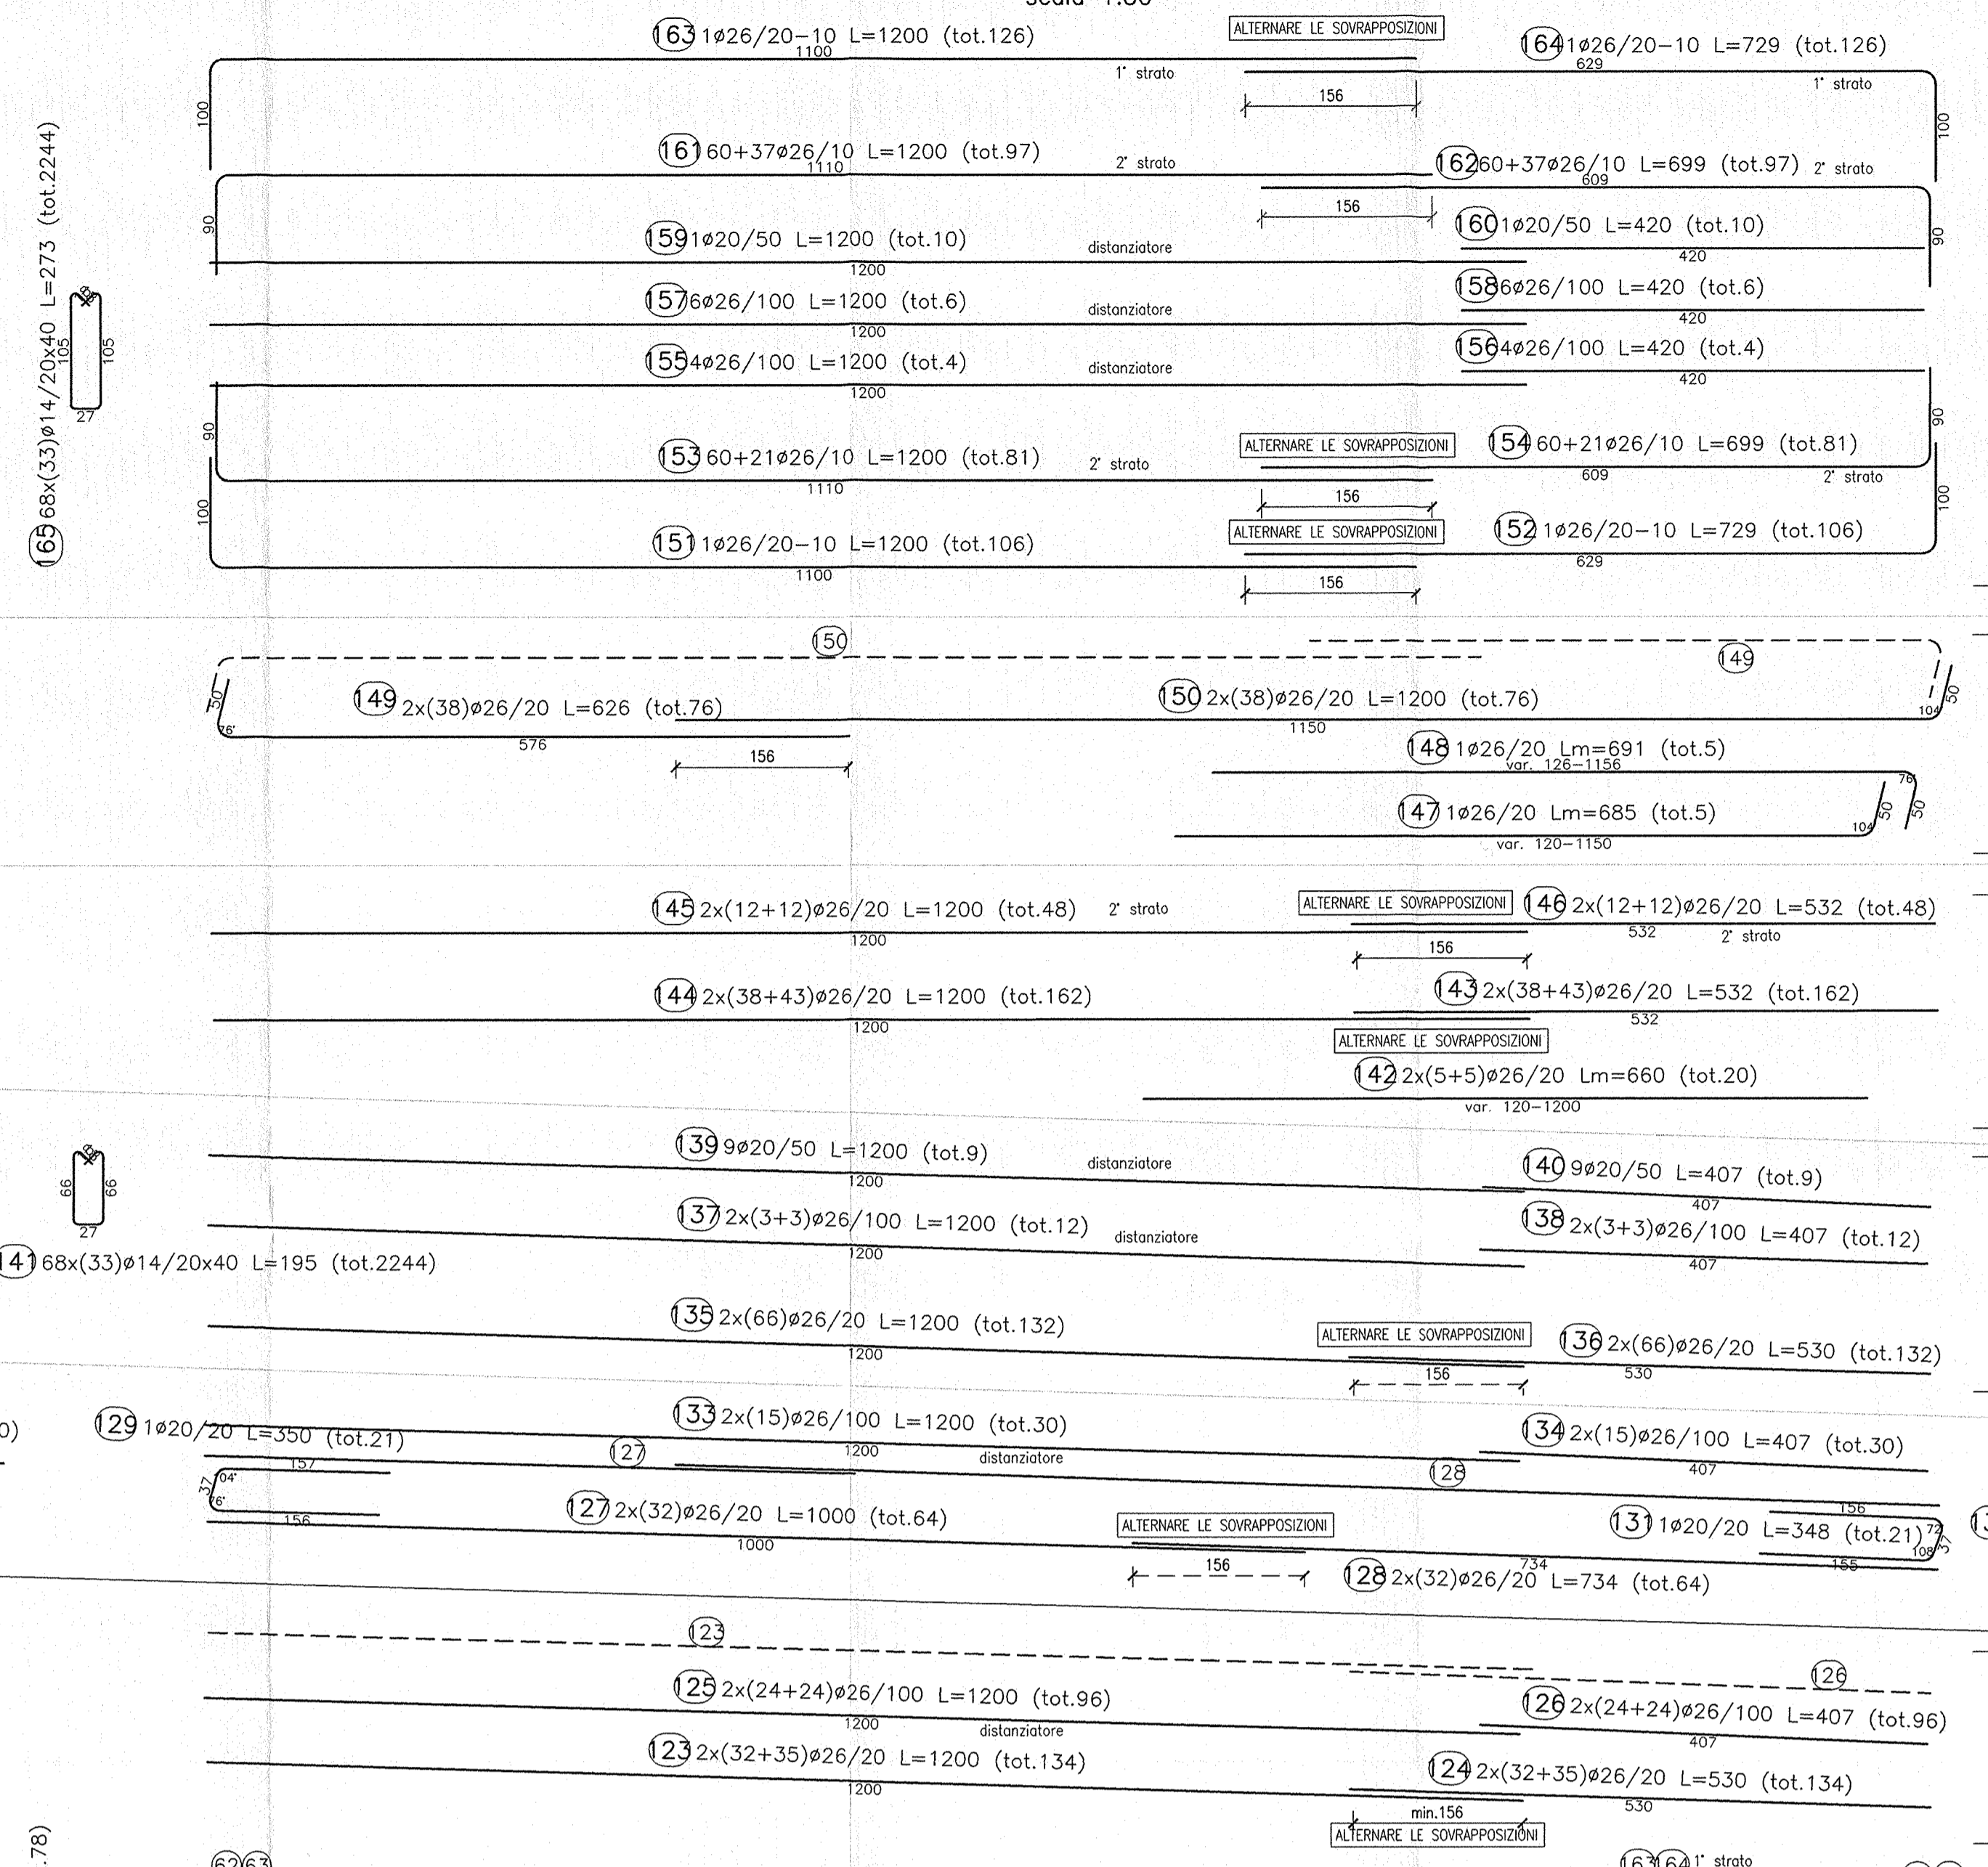 163 1ø26/20-10 L=1200 (tot.126)
1100
1° strato
ALTERNARE LE SOVRAPPOSIZIONI
164 1ø26/20-10 L=729 (tot.126)
629
1° strato
156
100
100
161 60+37ø26/10 L=1200 (tot.97)
1110
2° strato
162 60+37ø26/10 L=699 (tot.97) 2° strato
609
156
90
90
159 1ø20/50 L=1200 (tot.10)
distanziatore
1200
160 1ø20/50 L=420 (tot.10)
420
157 6ø26/100 L=1200 (tot.6)
distanziatore
1200
158 6ø26/100 L=420 (tot.6)
420
155 4ø26/100 L=1200 (tot.4)
distanziatore
1200
156 4ø26/100 L=420 (tot.4)
420
165 68x(33)ø14/20x40 L=273 (tot.2244)
105
105
27
90
90
153 60+21ø26/10 L=1200 (tot.81)
2° strato
1110
ALTERNARE LE SOVRAPPOSIZIONI
154 60+21ø26/10 L=699 (tot.81)
609
2° strato
156
100
100
151 1ø26/20-10 L=1200 (tot.106)
1100
ALTERNARE LE SOVRAPPOSIZIONI
152 1ø26/20-10 L=729 (tot.106)
629
156
150
149
149 2x(38)ø26/20 L=626 (tot.76)
50
76°
576
156
150 2x(38)ø26/20 L=1200 (tot.76)
1150
104
50
148 1ø26/20 Lm=691 (tot.5)
var. 126-1156
76
50
147 1ø26/20 Lm=685 (tot.5)
var. 120-1150
104
50
145 2x(12+12)ø26/20 L=1200 (tot.48)
2° strato
1200
ALTERNARE LE SOVRAPPOSIZIONI
146 2x(12+12)ø26/20 L=532 (tot.48)
532
2° strato
156
144 2x(38+43)ø26/20 L=1200 (tot.162)
1200
143 2x(38+43)ø26/20 L=532 (tot.162)
532
ALTERNARE LE SOVRAPPOSIZIONI
142 2x(5+5)ø26/20 Lm=660 (tot.20)
var. 120-1200
139 9ø20/50 L=1200 (tot.9)
distanziatore
1200
140 9ø20/50 L=407 (tot.9)
407
66
66
27
141 68x(33)ø14/20x40 L=195 (tot.2244)
137 2x(3+3)ø26/100 L=1200 (tot.12)
distanziatore
1200
138 2x(3+3)ø26/100 L=407 (tot.12)
407
135 2x(66)ø26/20 L=1200 (tot.132)
1200
ALTERNARE LE SOVRAPPOSIZIONI
136 2x(66)ø26/20 L=530 (tot.132)
530
156
0)
129 1ø20/20 L=350 (tot.21)
157
37
104°
76°
156
133 2x(15)ø26/100 L=1200 (tot.30)
1200
distanziatore
134 2x(15)ø26/100 L=407 (tot.30)
407
127
128
127 2x(32)ø26/20 L=1000 (tot.64)
1000
ALTERNARE LE SOVRAPPOSIZIONI
156
131 1ø20/20 L=348 (tot.21)
156
72
108
37
155
734
128 2x(32)ø26/20 L=734 (tot.64)
123
126
125 2x(24+24)ø26/100 L=1200 (tot.96)
1200
distanziatore
126 2x(24+24)ø26/100 L=407 (tot.96)
407
123 2x(32+35)ø26/20 L=1200 (tot.134)
1200
124 2x(32+35)ø26/20 L=530 (tot.134)
530
min.156
ALTERNARE LE SOVRAPPOSIZIONI
.78)
1° strato